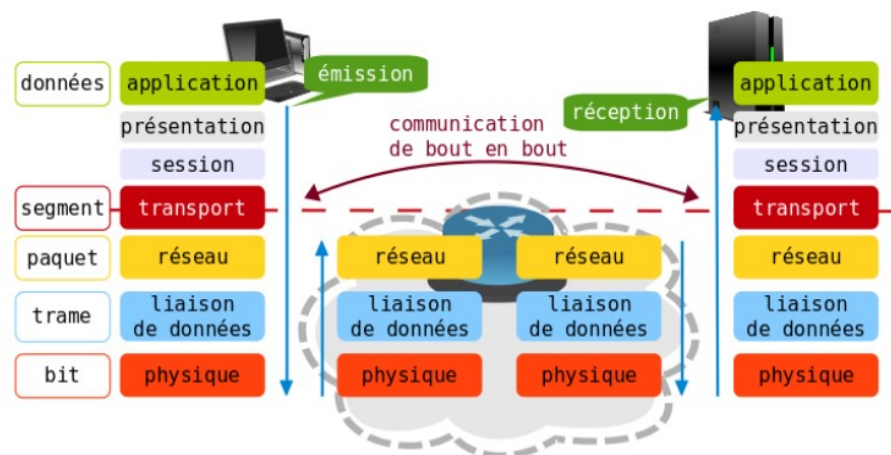 émission
données
application
application
réception
présentation
communication
de bout en bout
présentation
session
session
segment
transport
transport
paquet
réseau
réseau
réseau
réseau
trame
liaison
de données
liaison
de données
liaison
de données
liaison
de données
bit
physique
physique
physique
physique